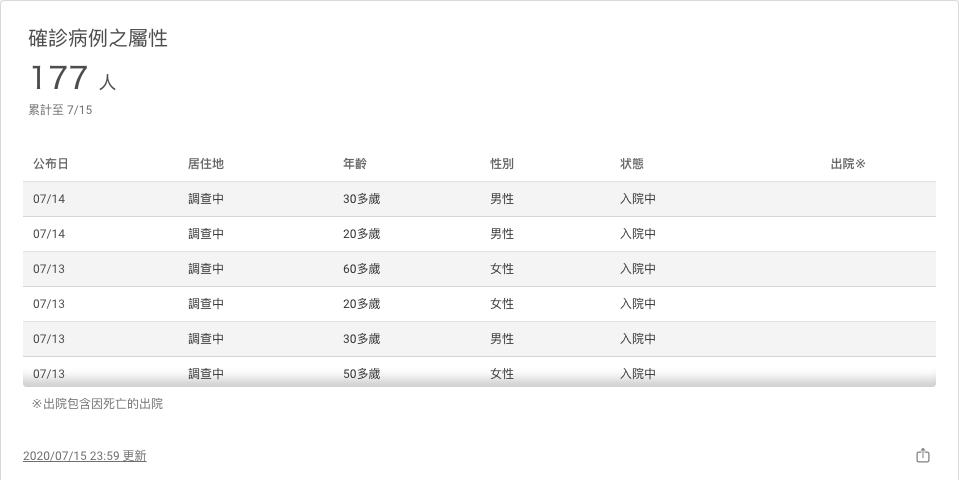 確診病例之屬性
177 人
累計至 7/15
公布日 居住地 年齡 性別 狀態 出院※
07/14 調查中 30多歲 男性 入院中
07/14 調查中 20多歲 男性 入院中
07/13 調查中 60多歲 女性 入院中
07/13 調查中 20多歲 女性 入院中
07/13 調查中 30多歲 男性 入院中
07/13 調查中 50多歲 女性 入院中
※出院包含因死亡的出院
2020/07/15 23:59 更新